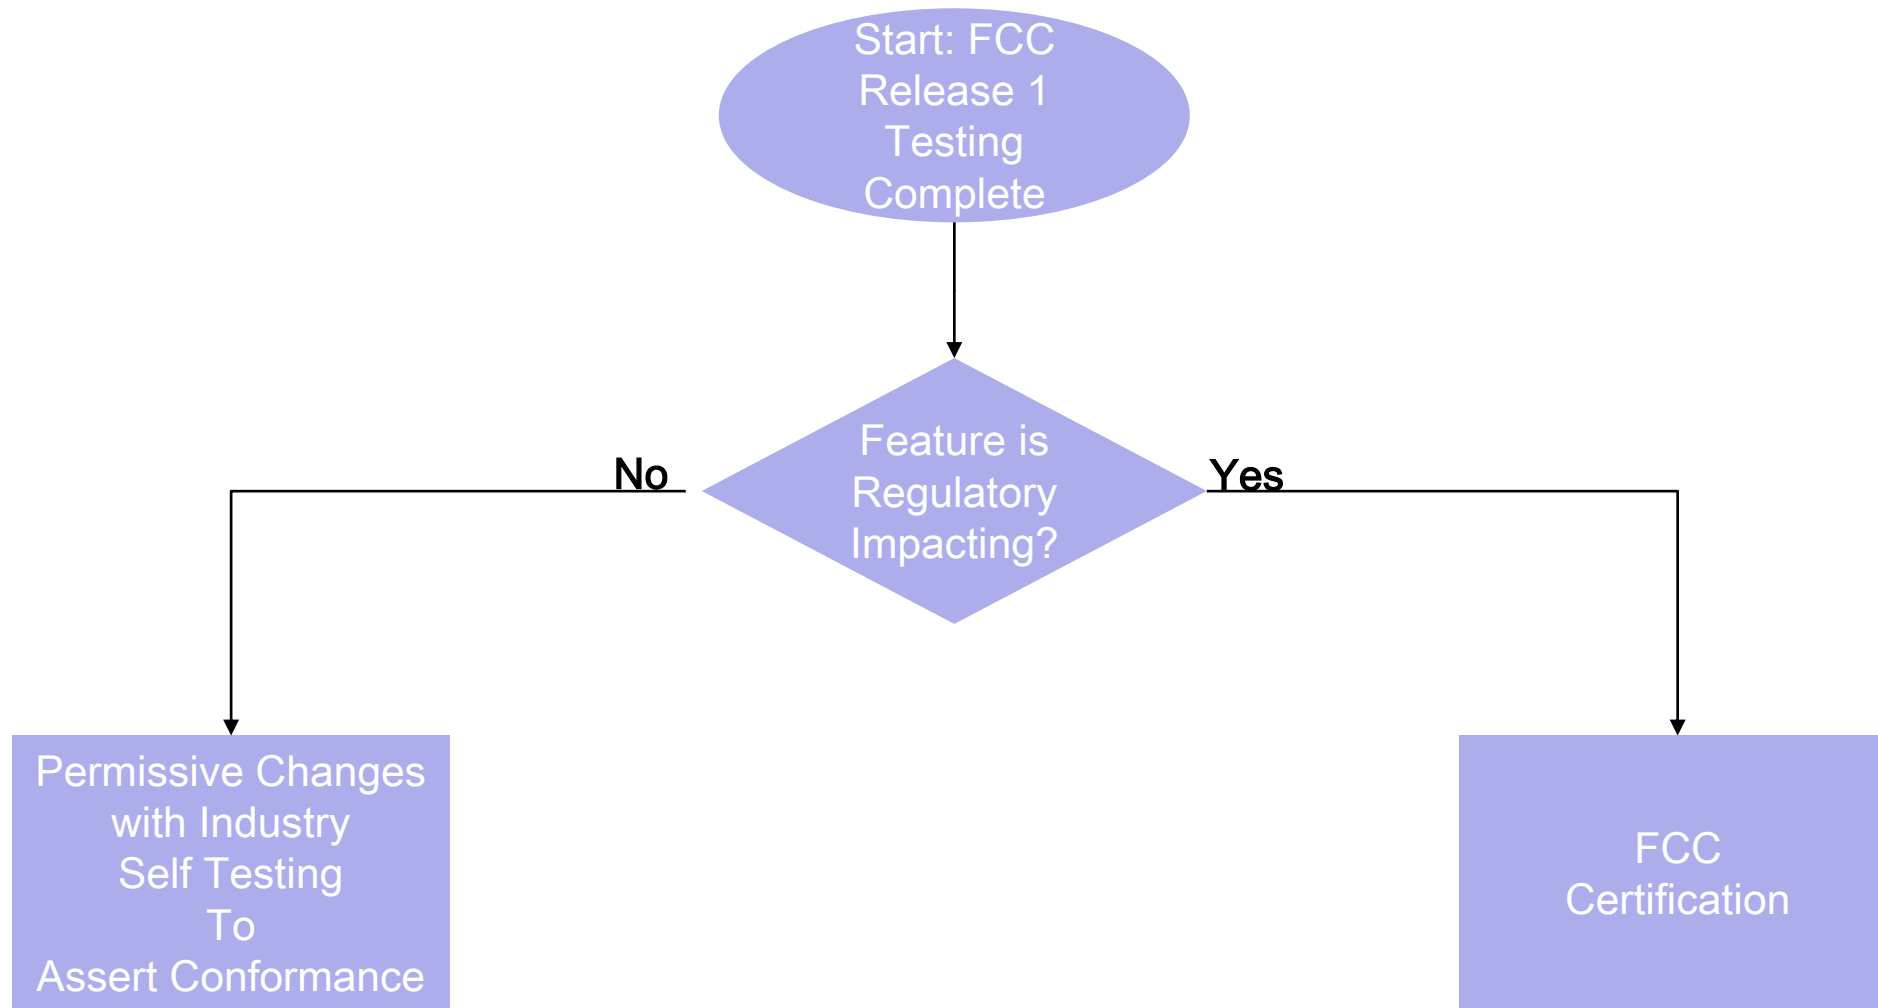 Start: FCC
Release 1
Testing
Complete
Feature is
Regulatory
Impacting?
No
Yes
Permissive Changes
with Industry
Self Testing
To
Assert Conformance
FCC
Certification